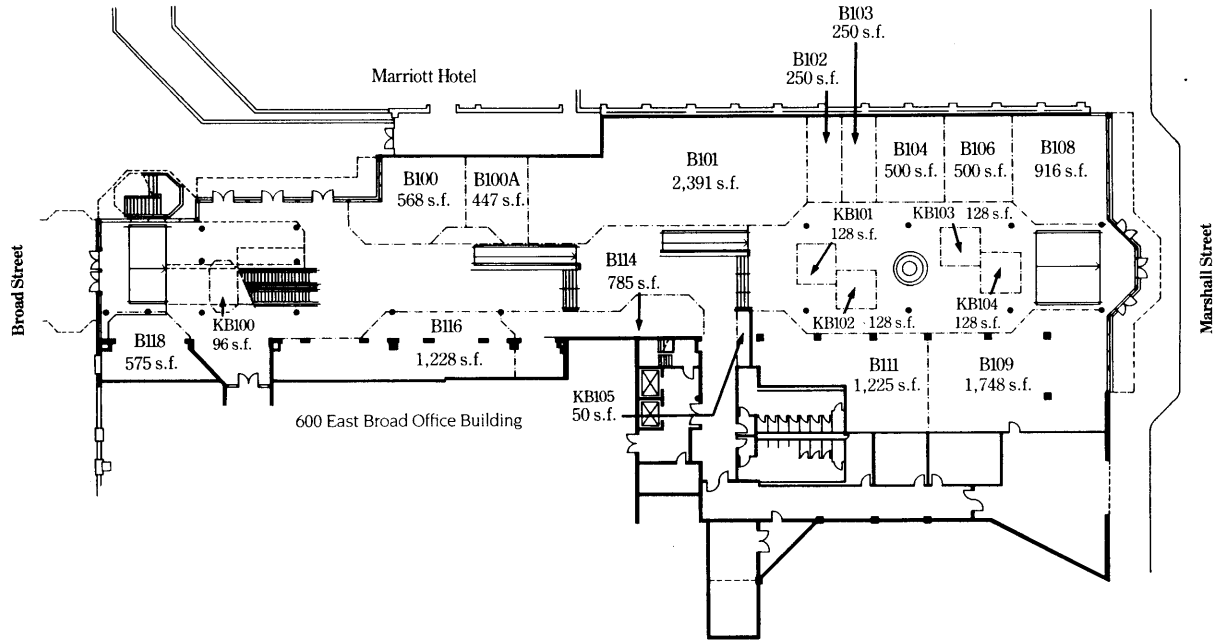 B103
250 s.f.
B102
250 s.f.
Marriott Hotel
B100
568 s.f.
B100A
447 s.f.
B101
2,391 s.f.
B104
500 s.f.
B106
500 s.f.
B108
916 s.f.
KB101
128 s.f.
KB103
128 s.f.
B114
785 s.f.
Broad Street
Marshall Street
KB100
96 s.f.
KB102
128 s.f.
KB104
128 s.f.
B118
575 s.f.
B116
1,228 s.f.
B111
1,225 s.f.
B109
1,748 s.f.
KB105
50 s.f.
600 East Broad Office Building